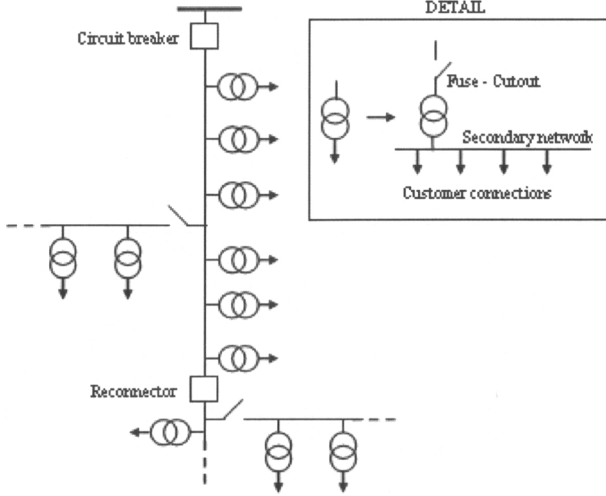 DETAIL
Circuit breaker
Fuse - Cutout
Secondary network
Customer connections
Reconnector